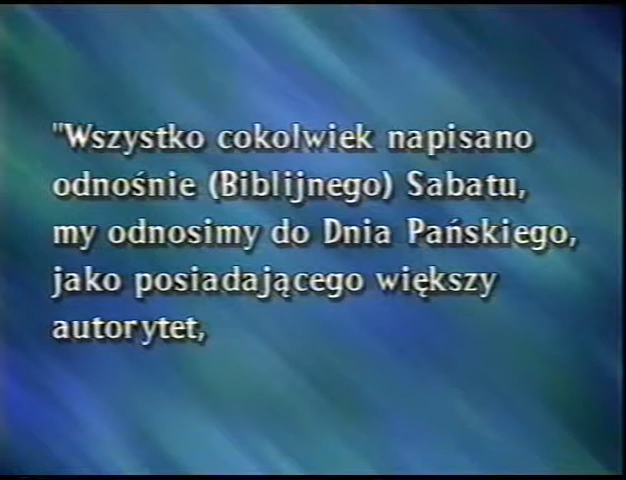 "Wszystko cokolwiek napisano
odnośnie (Biblijnego) Sabatu,
my odnosimy do Dnia Pańskiego,
jako posiadającego większy
autorytet,